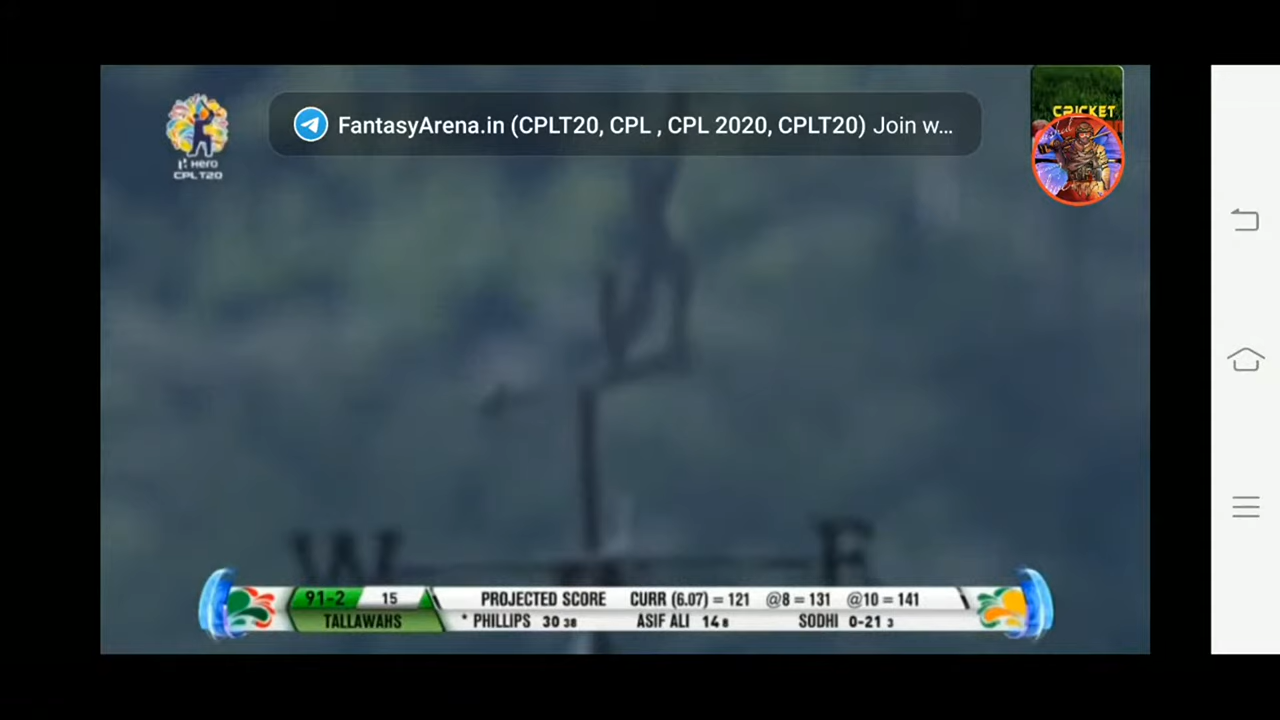 FantasyArena.in (CPLT20, CPL , CPL 2020, CPLT20) Join w...
CRICKET
Hero
CPLT20
W E
91-2 15 PROJECTED SCORE CURR (6.07) = 121 @8 = 131 @10 = 141
TALLAWAHS * PHILLIPS 30 38 ASIF ALI 14 8 SODHI 0-21 3